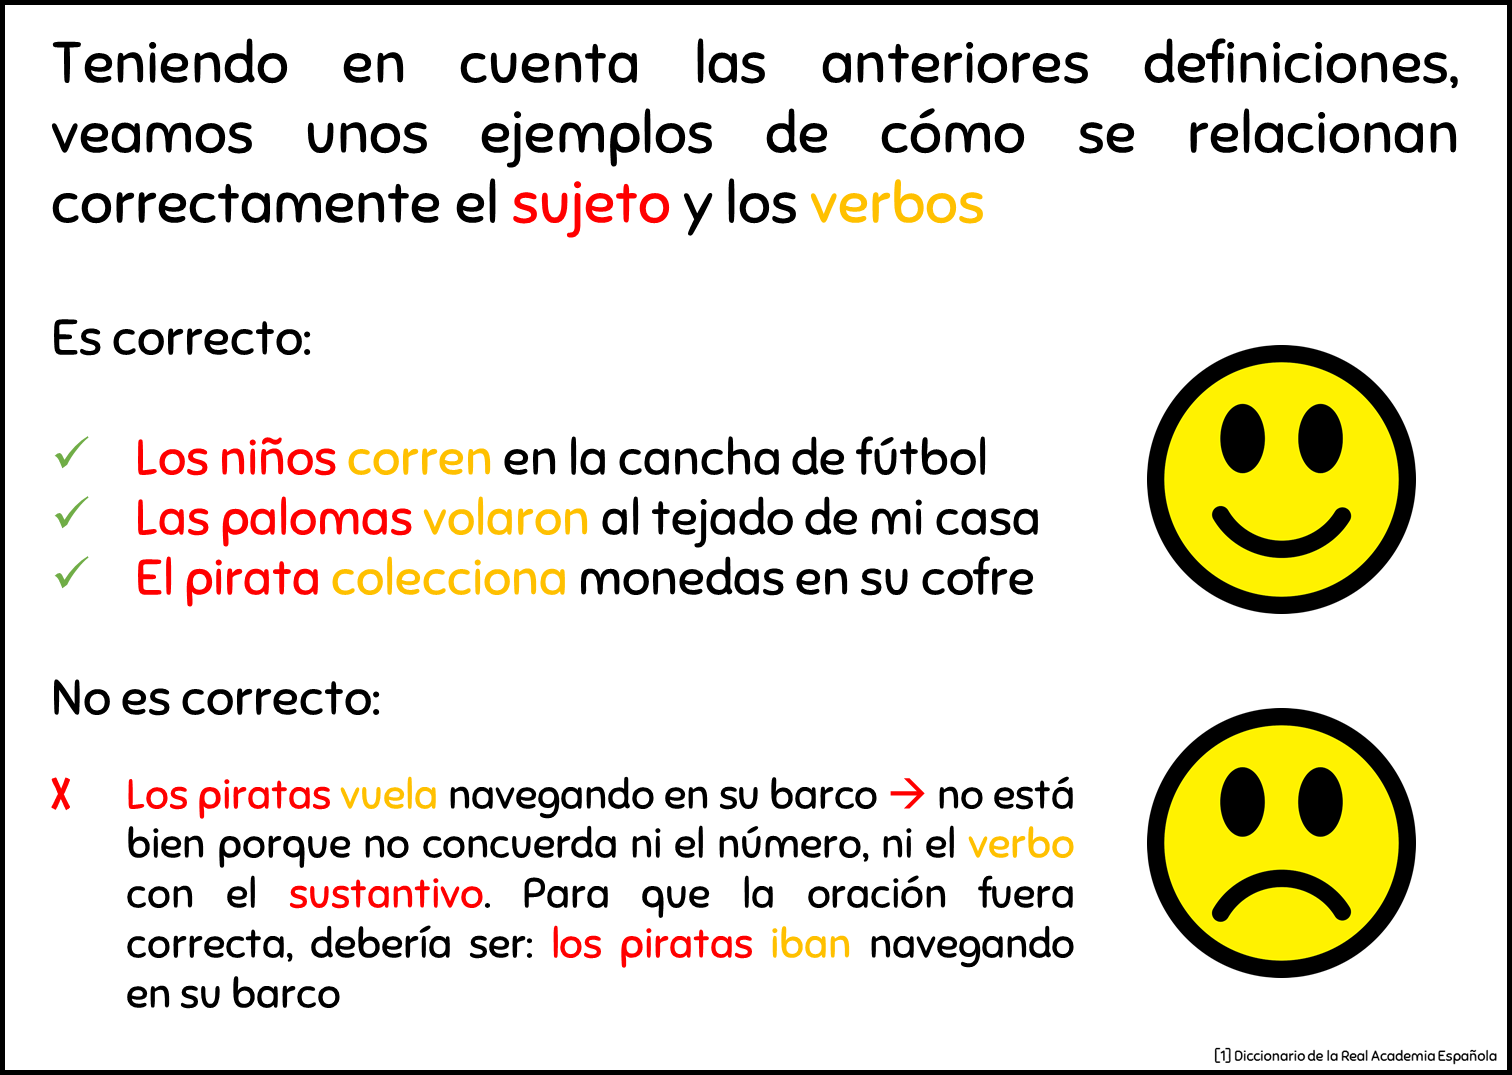 Teniendo en cuenta las anteriores definiciones,
veamos unos ejemplos de cómo se relacionan
correctamente el sujeto y los verbos
Es correcto:
✓ Los niños corren en la cancha de fútbol
✓ Las palomas volaron al tejado de mi casa
✓ El pirata colecciona monedas en su cofre
No es correcto:
X Los piratas vuela navegando en su barco → no está
bien porque no concuerda ni el número, ni el verbo
con el sustantivo. Para que la oración fuera
correcta, debería ser: los piratas iban navegando
en su barco
[1] Diccionario de la Real Academia Española